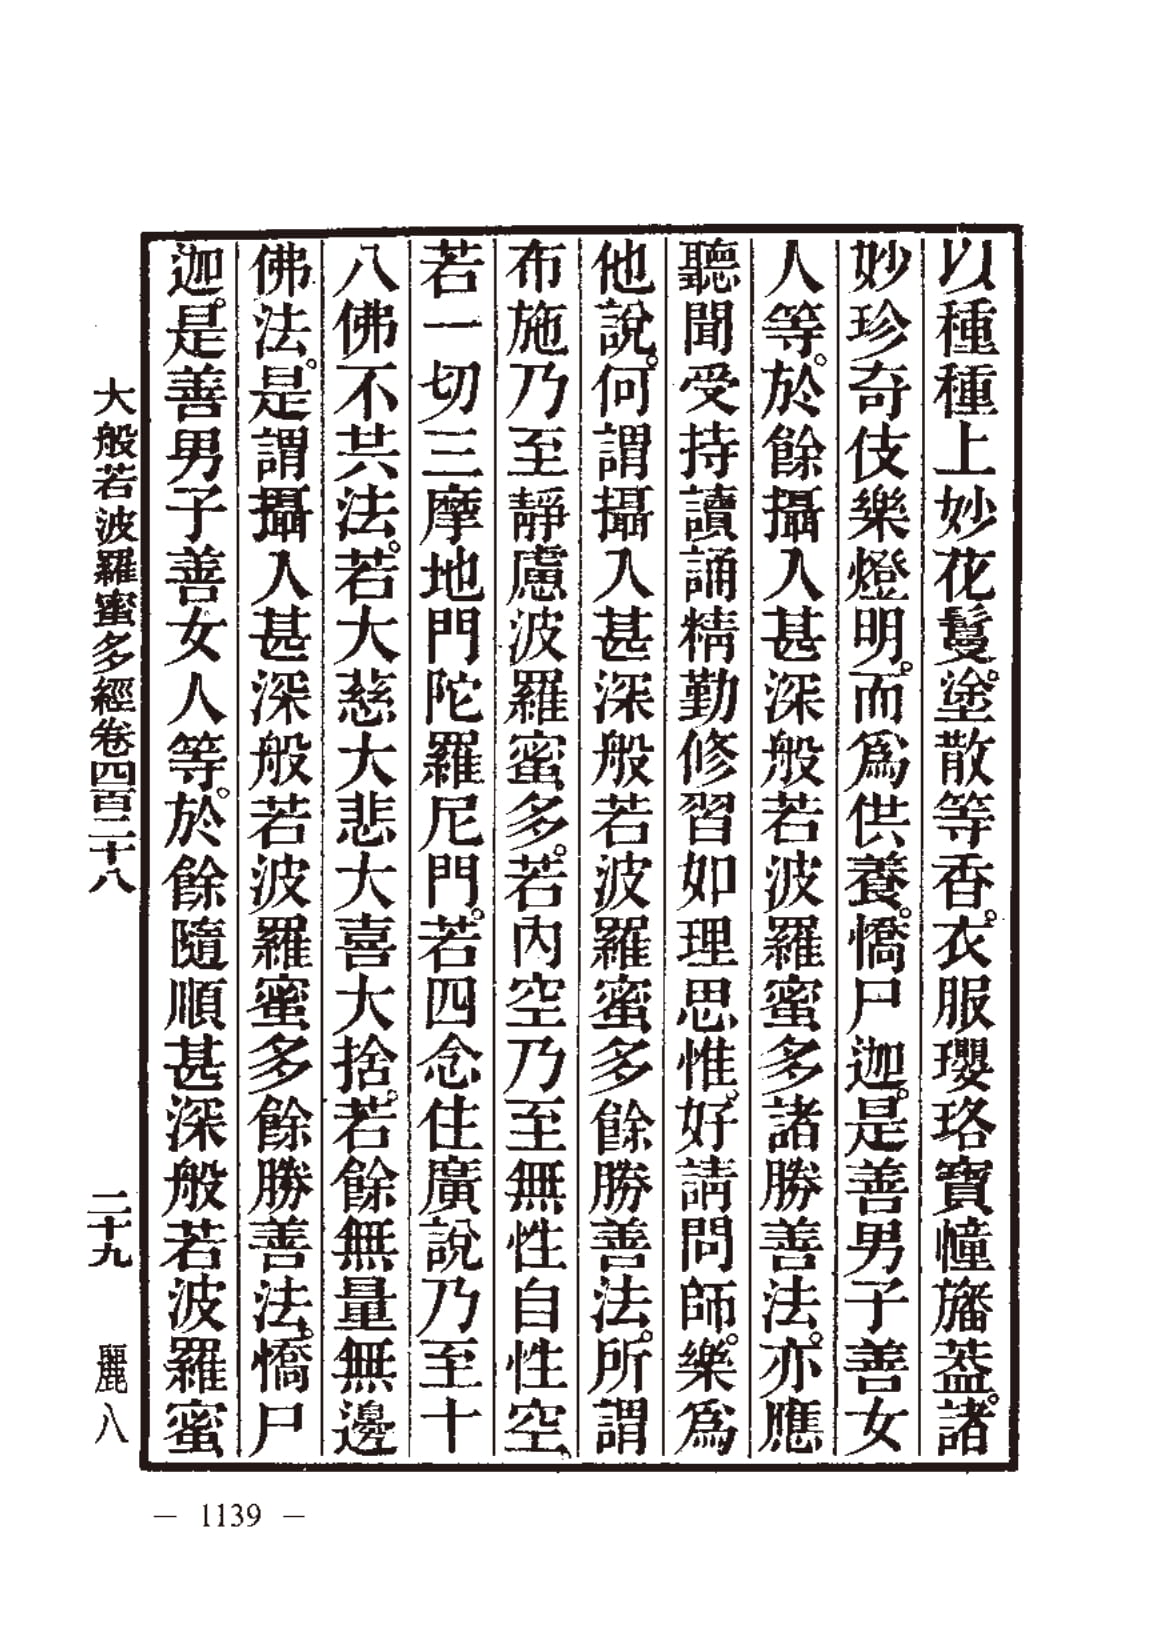 以種種上妙花鬘。塗散等香。衣服瓔珞寶幢旛葢。諸
妙珍奇伎樂燈明。而爲供養。憍尸迦。是善男子善女
人等。於餘攝入甚深般若波羅蜜多諸勝善法。亦應
聽聞受持讀誦精勤修習如理思惟。好請問師。樂爲
他說。何謂攝入甚深般若波羅蜜多餘勝善法。所謂
布施乃至靜慮波羅蜜多。若內空乃至無性自性空、
若一切三摩地門陀羅尼門。若四念住廣說乃至十
八佛不共法。若大慈大悲大喜大捨。若餘無量無邊
佛法。是謂攝入甚深般若波羅蜜多餘勝善法。憍尸
迦。是善男子善女人等。於餘隨順甚深般若波羅蜜
大般若波羅蜜多經卷四百二十八 二十九 麗八
— 1139 —